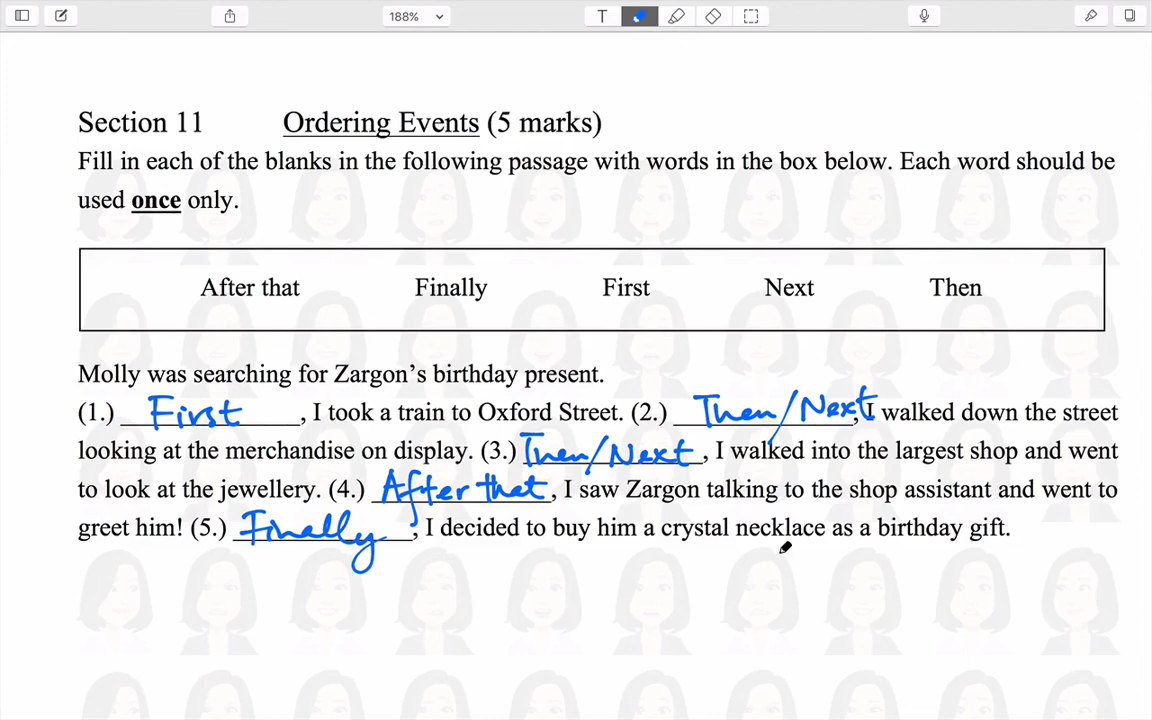 188%
T
Section 11 Ordering Events (5 marks)
Fill in each of the blanks in the following passage with words in the box below. Each word should be
used once only.
After that Finally First Next Then
Molly was searching for Zargon’s birthday present.
(1.) First, I took a train to Oxford Street. (2.) Then/Next, I walked down the street
looking at the merchandise on display. (3.) Then/Next, I walked into the largest shop and went
to look at the jewellery. (4.) After that, I saw Zargon talking to the shop assistant and went to
greet him! (5.) Finally, I decided to buy him a crystal necklace as a birthday gift.